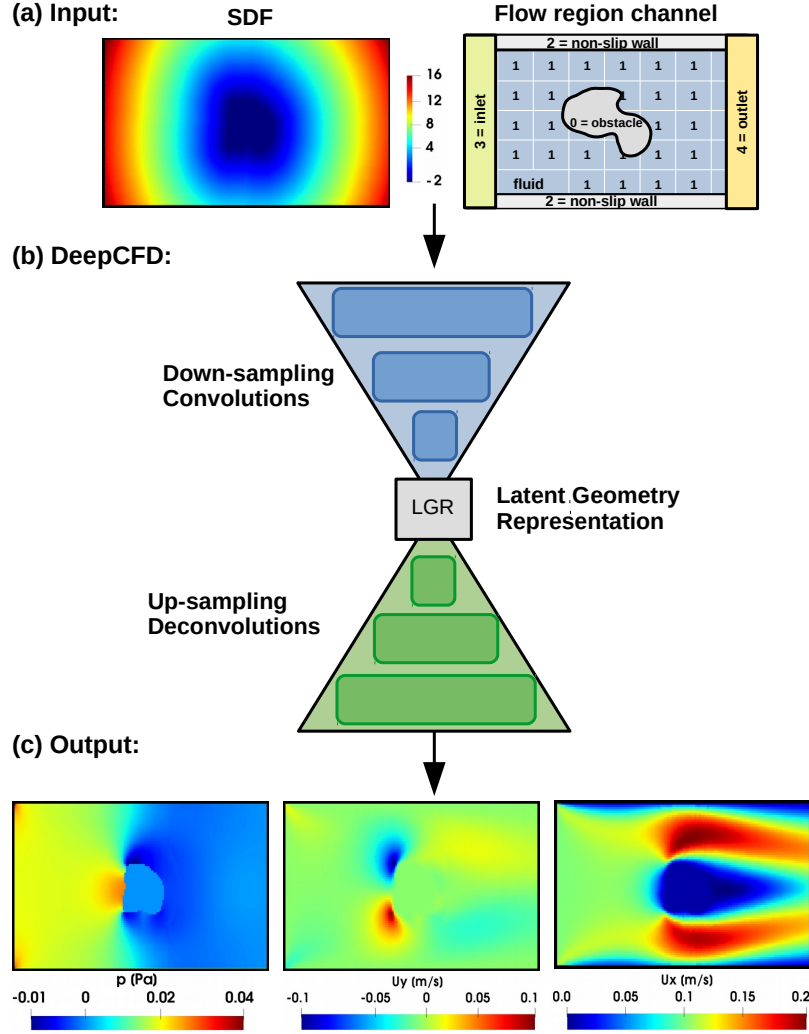 (a) Input:
SDF
Flow region channel
16
12
8
4
-2
2 = non-slip wall
3 = inlet
1 1 1 1 1 1
1 1 1 1 1
0 = obstacle
1 1 1 1
1 1 1 1 1
fluid 1 1 1 1
4 = outlet
2 = non-slip wall
(b) DeepCFD:
Down-sampling
Convolutions
LGR
Latent Geometry
Representation
Up-sampling
Deconvolutions
(c) Output:
p (Pa)
-0.01 0 0.02 0.04
Uy (m/s)
-0.1 -0.05 0 0.05 0.1
Ux (m/s)
0.0 0.05 0.1 0.15 0.2